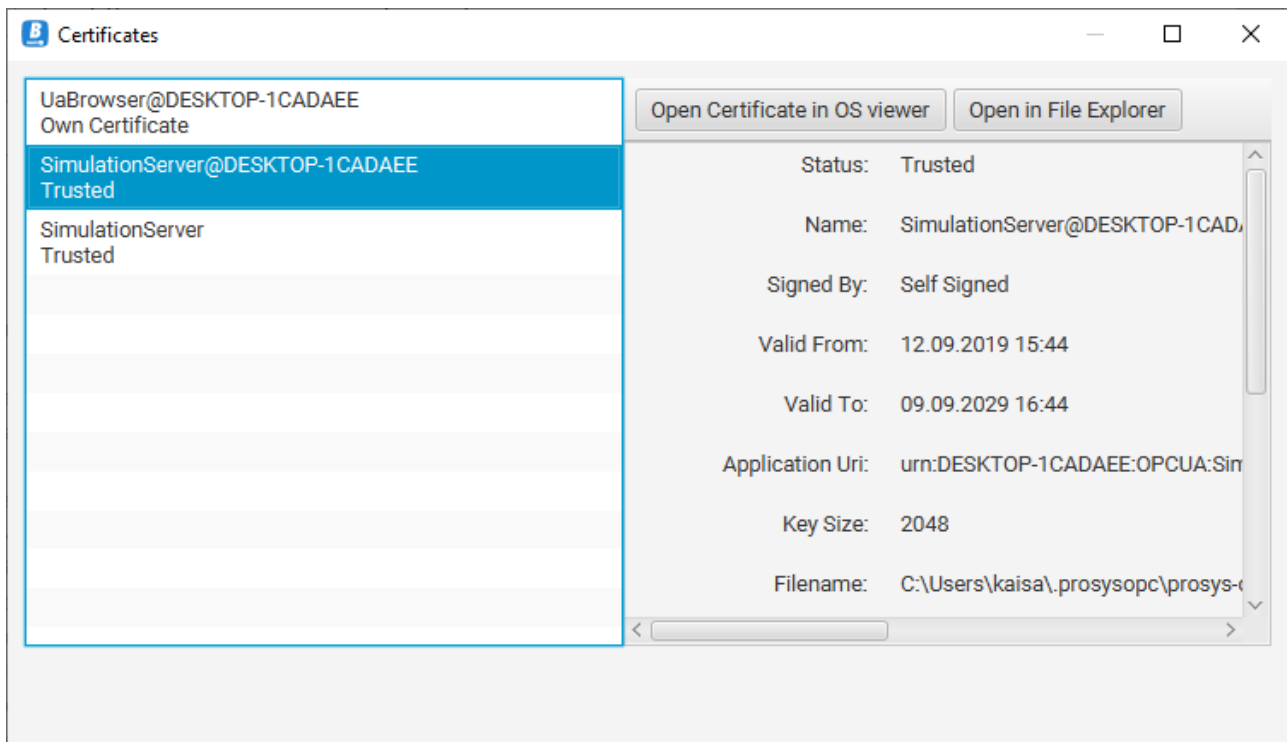 Certificates
UaBrowser@DESKTOP-1CADAEE
Own Certificate
SimulationServer@DESKTOP-1CADAEE
Trusted
SimulationServer
Trusted
Open Certificate in OS viewer
Open in File Explorer
Status: Trusted
Name: SimulationServer@DESKTOP-1CADA
Signed By: Self Signed
Valid From: 12.09.2019 15:44
Valid To: 09.09.2029 16:44
Application Uri: urn:DESKTOP-1CADAEE:OPCUA:Sim
Key Size: 2048
Filename: C:\Users\kaisa\.prosysopc\prosys-o